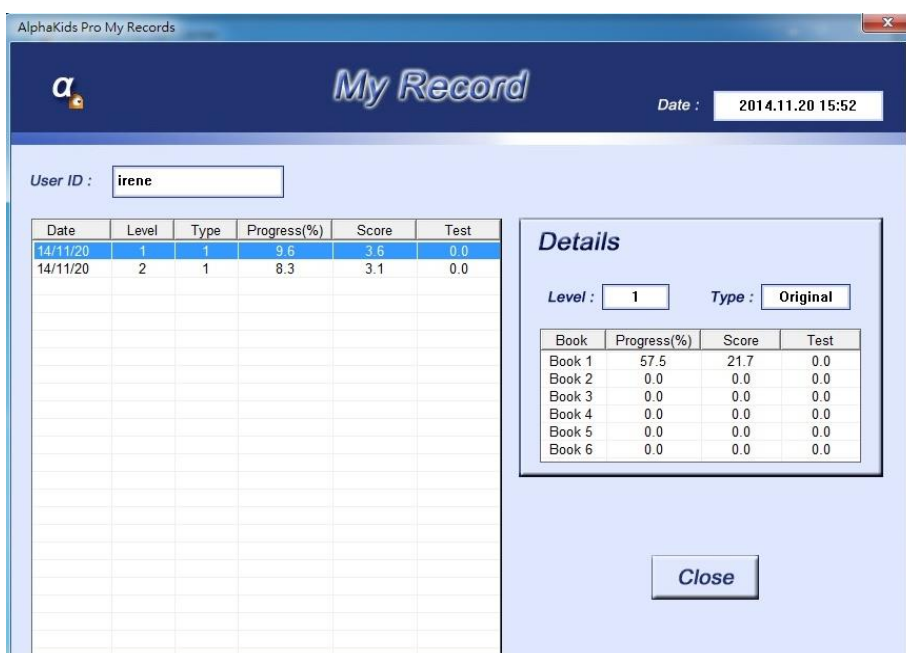 AlphaKids Pro My Records
α
My Record
Date : 2014.11.20 15:52
User ID : irene
Date Level Type Progress(%) Score Test
14/11/20 1 1 9.6 3.6 0.0
14/11/20 2 1 8.3 3.1 0.0
Details
Level : 1 Type : Original
Book Progress(%) Score Test
Book 1 57.5 21.7 0.0
Book 2 0.0 0.0 0.0
Book 3 0.0 0.0 0.0
Book 4 0.0 0.0 0.0
Book 5 0.0 0.0 0.0
Book 6 0.0 0.0 0.0
Close